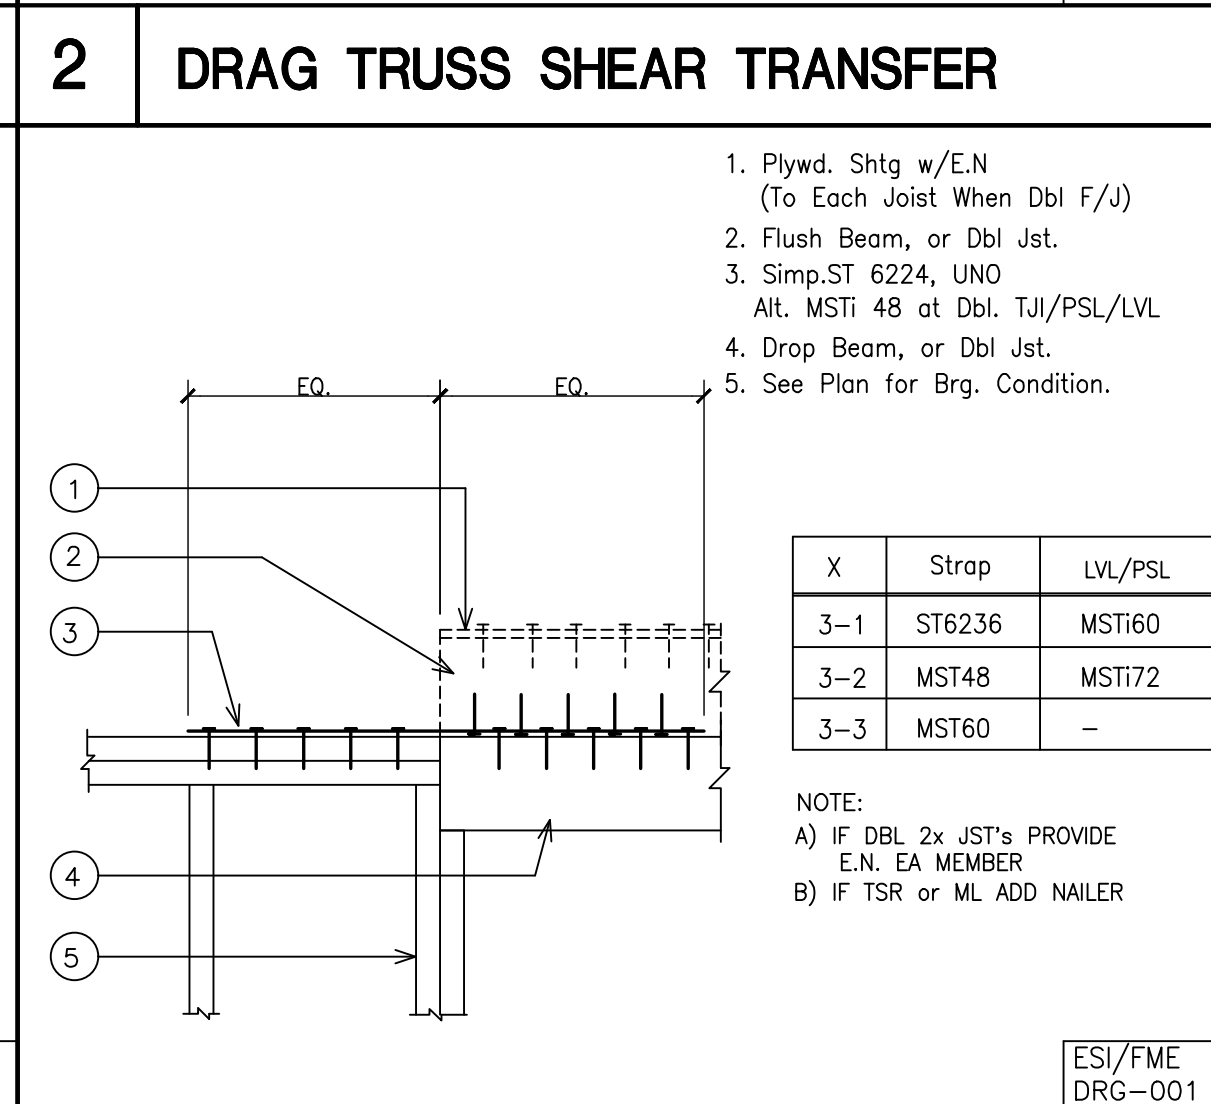 2 DRAG TRUSS SHEAR TRANSFER
1. Plywd. Shtg w/E.N
(To Each Joist When Dbl F/J)
2. Flush Beam, or Dbl Jst.
3. Simp.ST 6224, UNO
Alt. MSTi 48 at Dbl. TJI/PSL/LVL
4. Drop Beam, or Dbl Jst.
5. See Plan for Brg. Condition.
EQ. EQ.
1
2
3
4
5
X Strap LVL/PSL
3-1 ST6236 MSTi60
3-2 MST48 MSTi72
3-3 MST60 -
NOTE:
A) IF DBL 2x JST's PROVIDE
E.N. EA MEMBER
B) IF TSR or ML ADD NAILER
ESI/FME
DRG-001